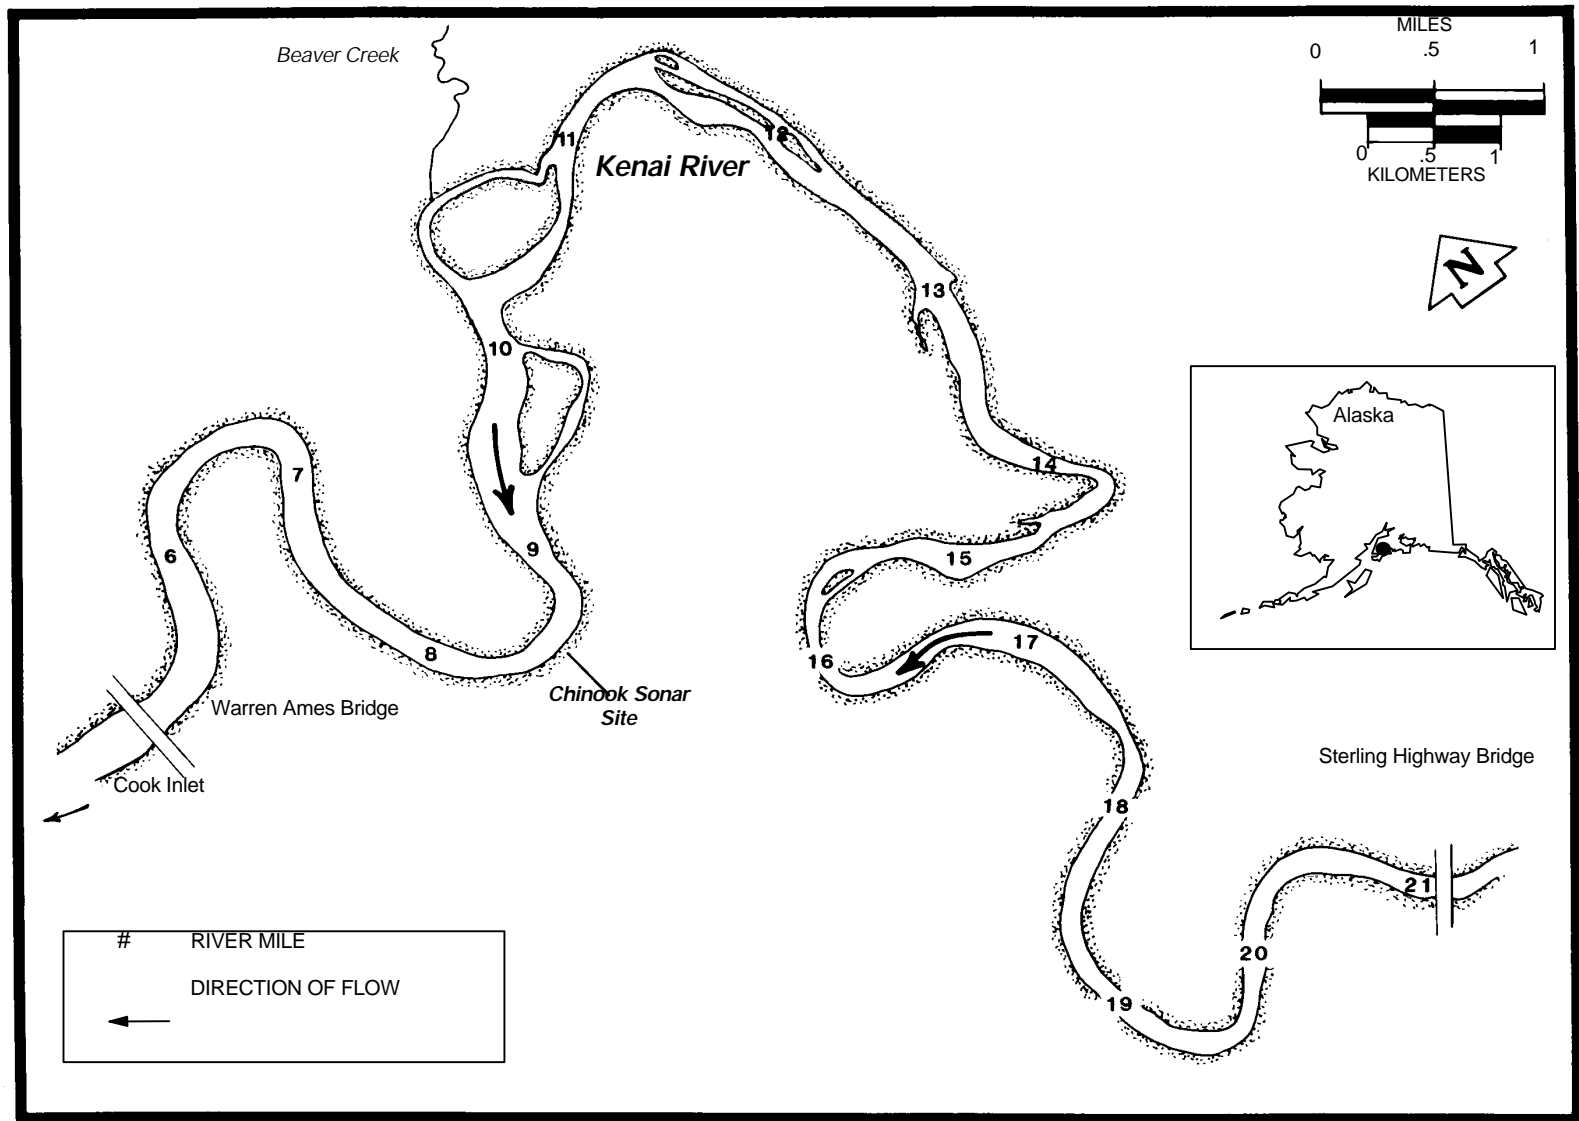 MILES
0 .5 1
0 .5 1
KILOMETERS
Beaver Creek
11
Kenai River
12
N
13
10
Alaska
14
7
9
15
6
8
16
17
Chinook Sonar
Site
Warren Ames Bridge
Cook Inlet
Sterling Highway Bridge
18
21
20
19
# RIVER MILE
DIRECTION OF FLOW